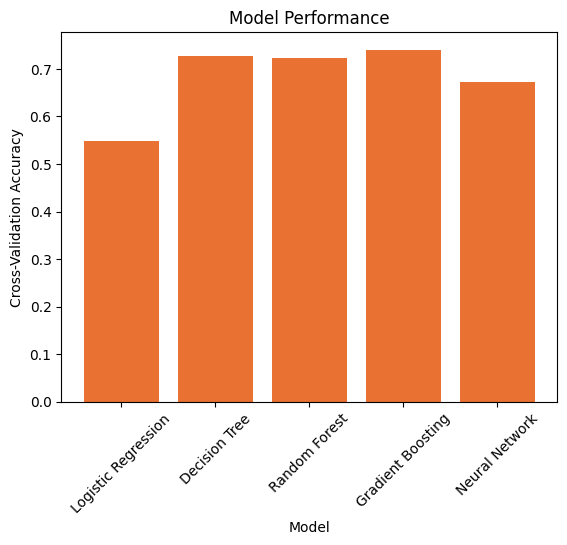 Model Performance
Cross-Validation Accuracy
0.7
0.6
0.5
0.4
0.3
0.2
0.1
0.0
Logistic Regression
Decision Tree
Random Forest
Gradient Boosting
Neural Network
Model